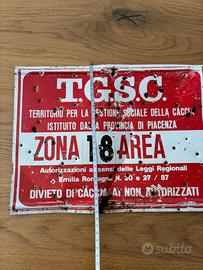 T.G.S.C.
TERRITORIO PER LA GESTIONE SOCIALE DELLA CACCIA
ISTITUITO DALLA PROVINCIA DI PIACENZA
ZONA 18 AREA
Autorizzazioni ai sensi delle Leggi Regionali
Emilia Romagna N. 20 e 27 / 87
DIVIETO DI CACCIA AI NON AUTORIZZATI
subito